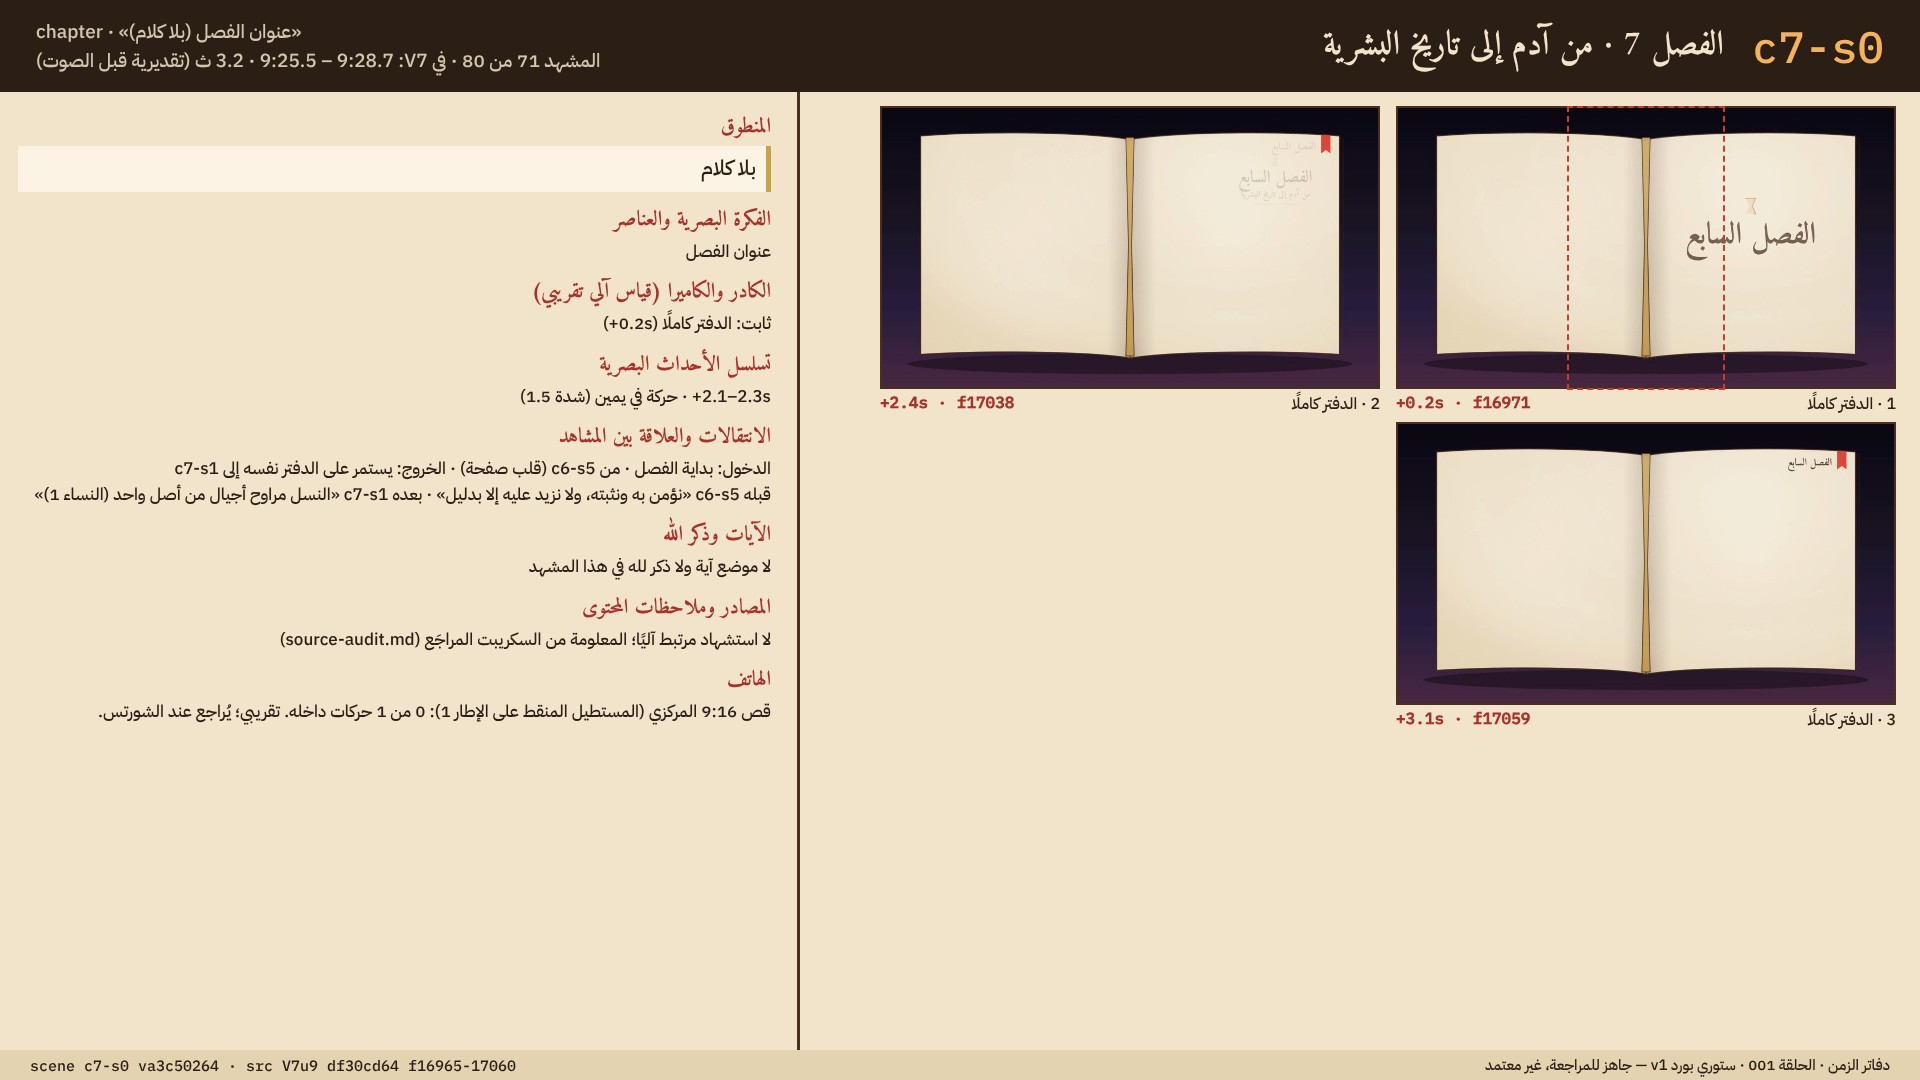 c7-s0 الفصل 7 · من آدم إلى تاريخ البشرية
«عنوان الفصل (بلا كلام)» · chapter
المشهد 71 من 80 · في V7: 9:25.5 – 9:28.7 · 3.2 ث (تقديرية قبل الصوت)
الفصل السابع
1 · الدفتر كاملًا
+0.2s · f16971
الفصل السابع
الفصل السابع
من آدم إلى تاريخ البشرية
2 · الدفتر كاملًا
+2.4s · f17038
الفصل السابع
3 · الدفتر كاملًا
+3.1s · f17059
المنطوق
بلا كلام
الفكرة البصرية والعناصر
عنوان الفصل
الكادر والكاميرا (قياس آلي تقريبي)
ثابت: الدفتر كاملًا (+0.2s)
تسلسل الأحداث البصرية
+2.1–2.3s · حركة في يمين (شدة 1.5)
الانتقالات والعلاقة بين المشاهد
الدخول: بداية الفصل · من c6-s5 (قلب صفحة) · الخروج: يستمر على الدفتر نفسه إلى c7-s1
قبله c6-s5 «نؤمن به ونثبته، ولا نزيد عليه إلا بدليل» · بعده c7-s1 «النسل مراوح أجيال من أصل واحد (النساء 1)»
الآيات وذكر الله
لا موضع آية ولا ذكر لله في هذا المشهد
المصادر وملاحظات المحتوى
لا استشهاد مرتبط آليًا؛ المعلومة من السكريبت المراجَع (source-audit.md)
الهاتف
قص 9:16 المركزي (المستطيل المنقط على الإطار 1): 0 من 1 حركات داخله. تقريبي؛ يُراجع عند الشورتس.
دفاتر الزمن · الحلقة 001 · ستوري بورد v1 — جاهز للمراجعة، غير معتمد
scene c7-s0 va3c50264 · src V7u9 df30cd64 f16965-17060